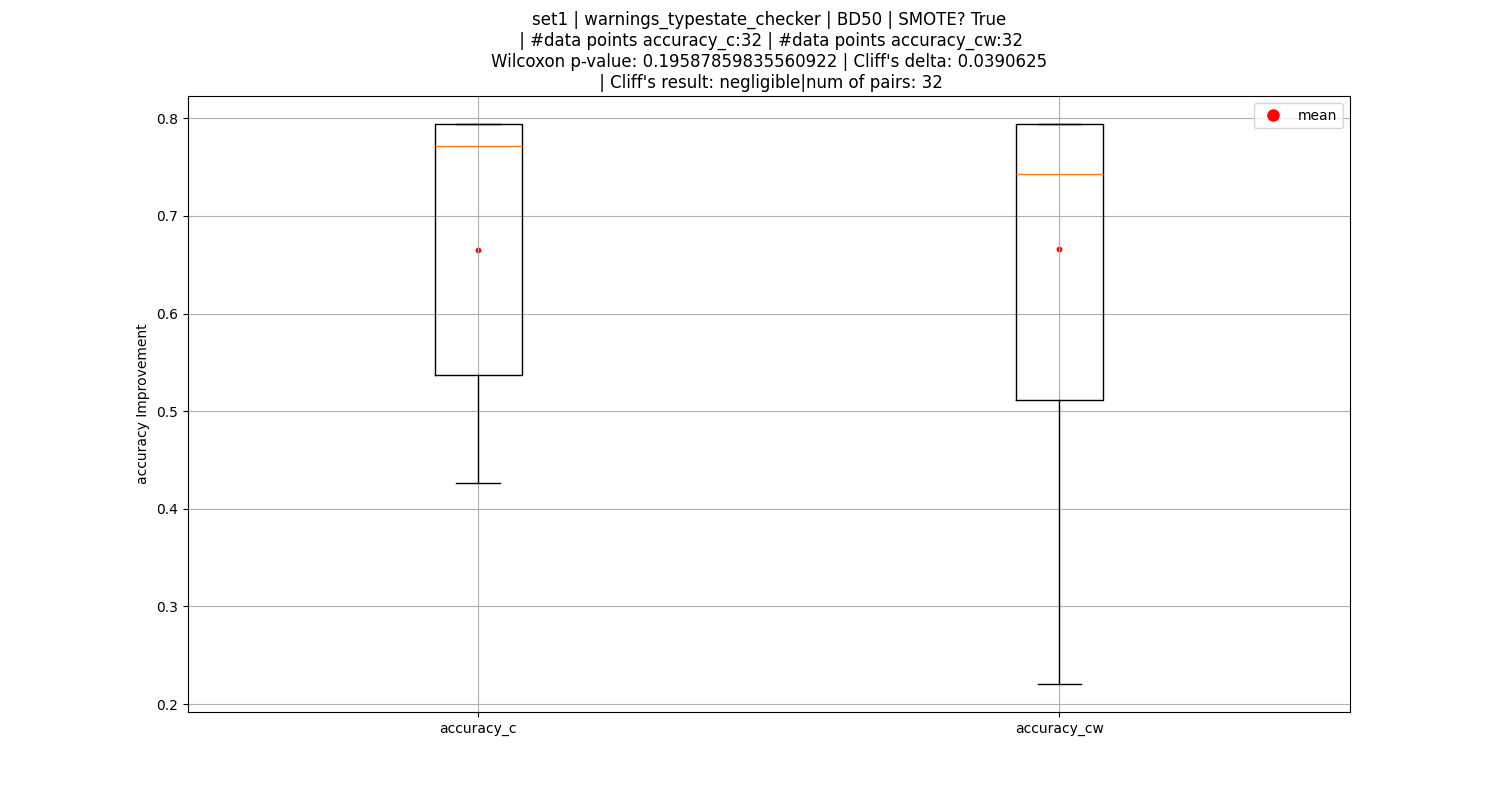 set1 | warnings_typestate_checker | BD50 | SMOTE? True
| #data points accuracy_c:32 | #data points accuracy_cw:32
Wilcoxon p-value: 0.19587859835560922 | Cliff's delta: 0.0390625
| Cliff's result: negligible|num of pairs: 32
mean
0.8
0.7
0.6
0.5
0.4
0.3
0.2
accuracy Improvement
accuracy_c
accuracy_cw